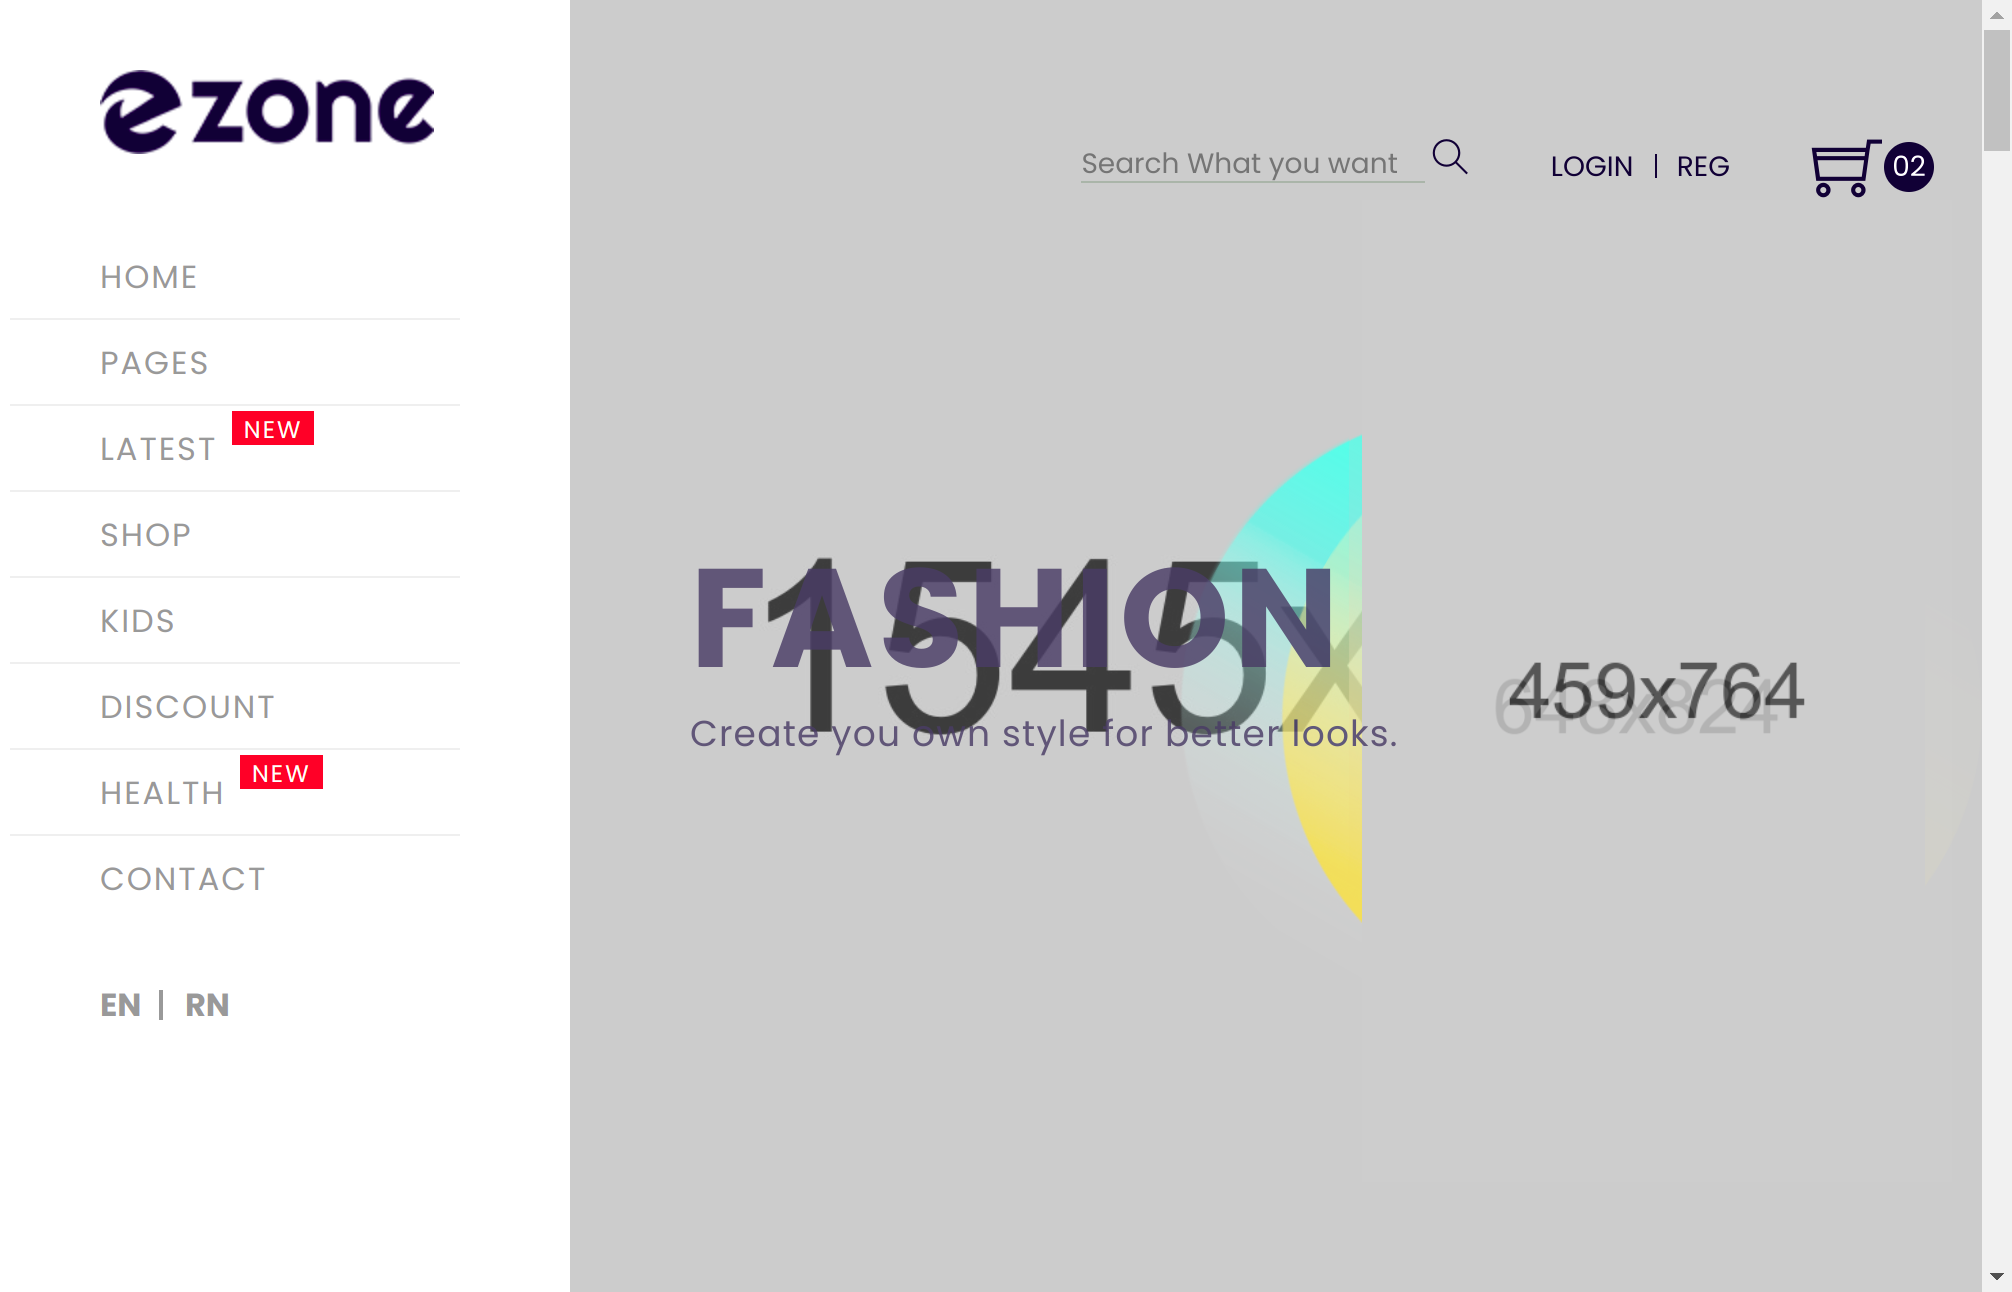 ezone
Search What you want
LOGIN | REG
02
HOME
PAGES
LATEST NEW
SHOP
KIDS
DISCOUNT
HEALTH NEW
CONTACT
EN | RN
1545x
FASHION
Create you own style for better looks.
459x764